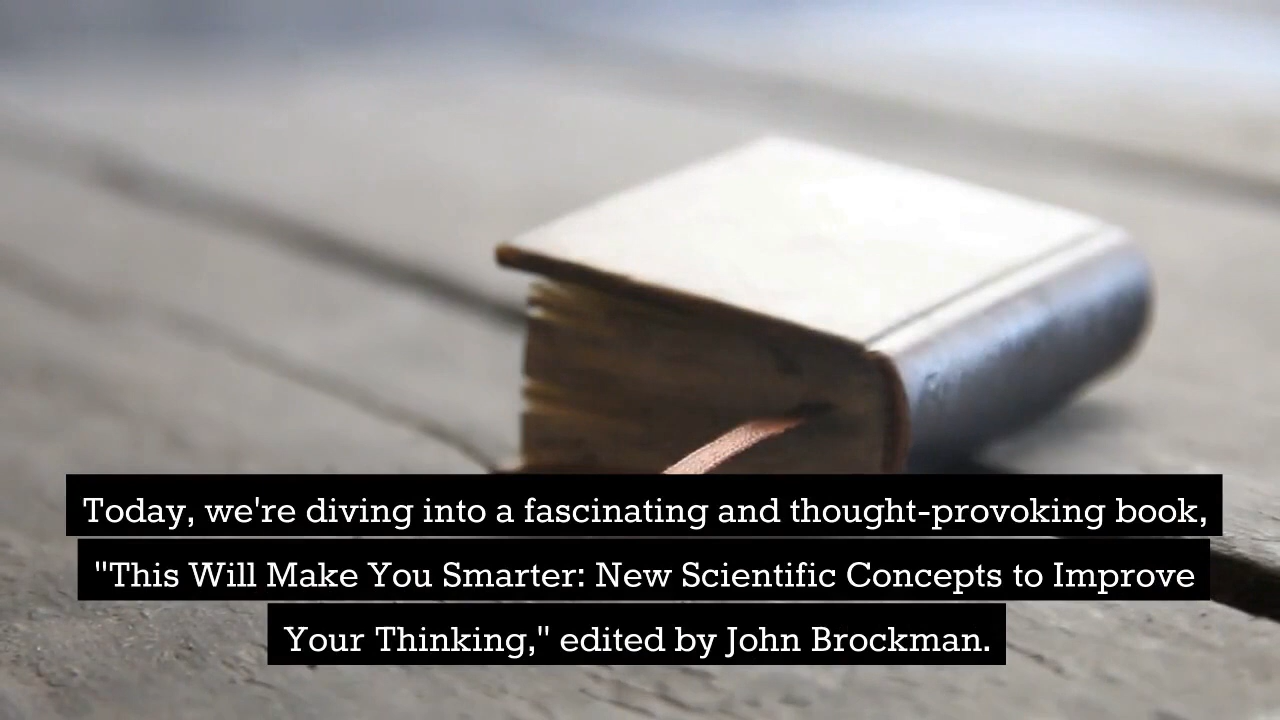 Today, we're diving into a fascinating and thought-provoking book,
"This Will Make You Smarter: New Scientific Concepts to Improve
Your Thinking," edited by John Brockman.